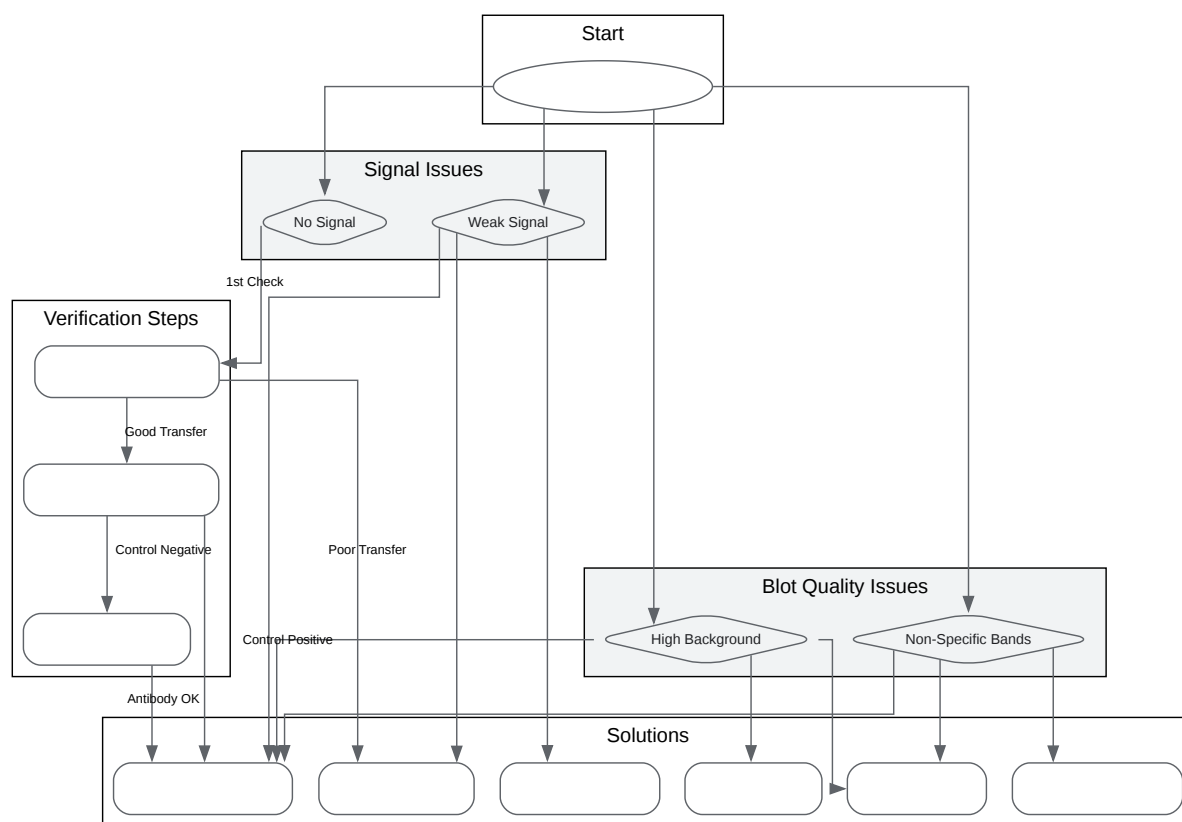 Start
Signal Issues
No Signal
Weak Signal
1st Check
Verification Steps
Good Transfer
Control Negative
Poor Transfer
Blot Quality Issues
Control Positive
High Background
Non-Specific Bands
Antibody OK
Solutions